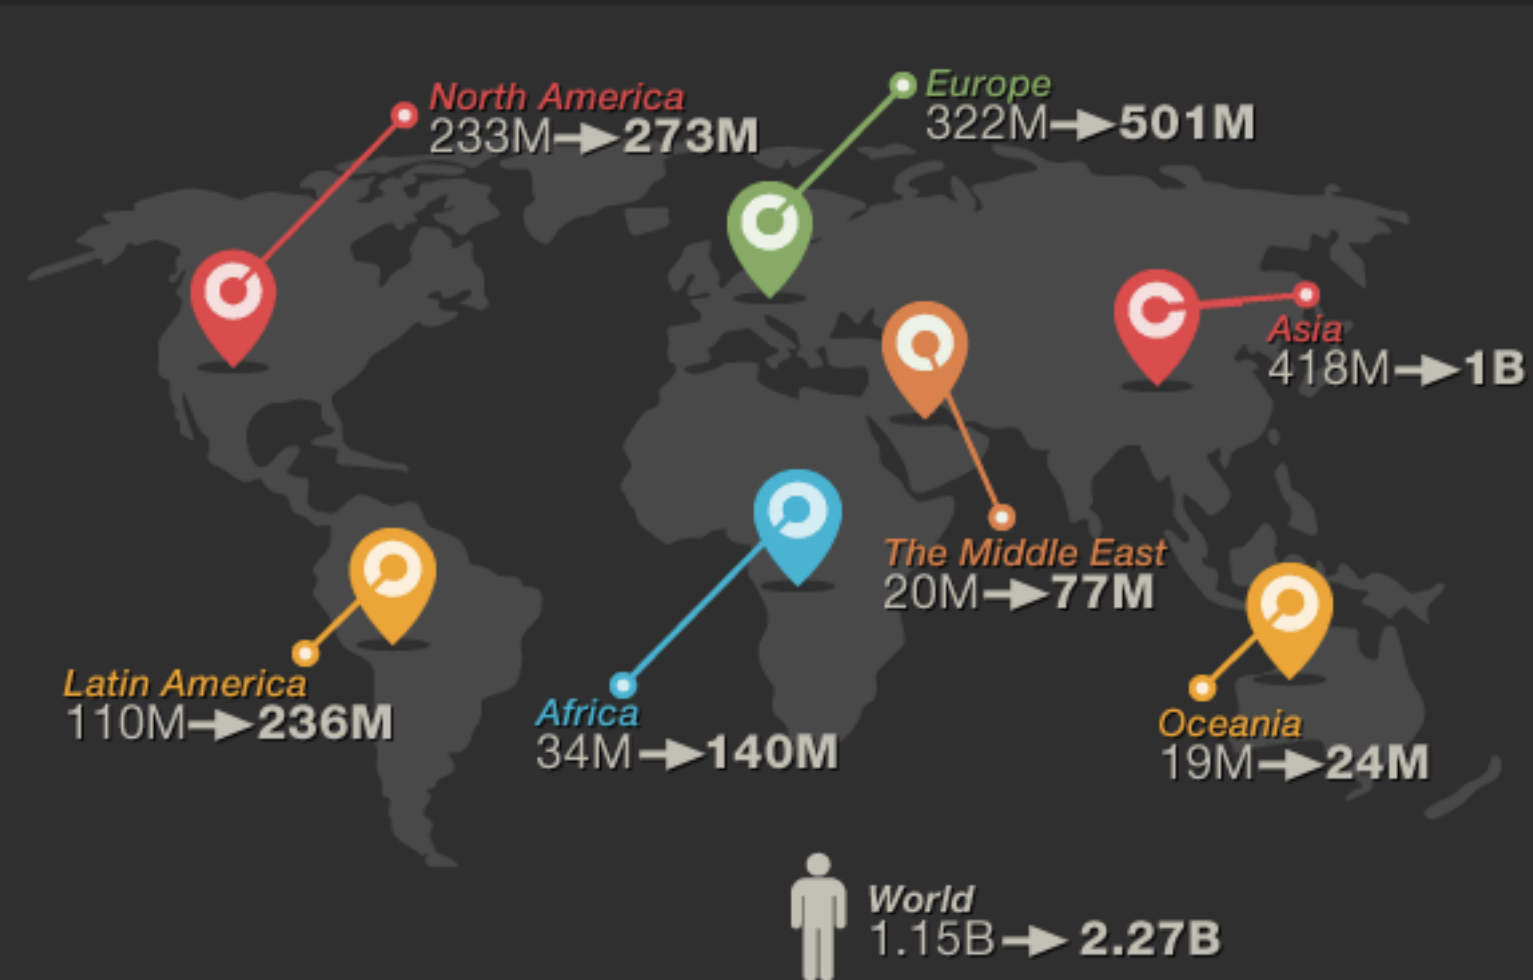 North America
233M→273M
Europe
322M→501M
Asia
418M→1B
The Middle East
20M→77M
Latin America
110M→236M
Africa
34M→140M
Oceania
19M→24M
World
1.15B→ 2.27B